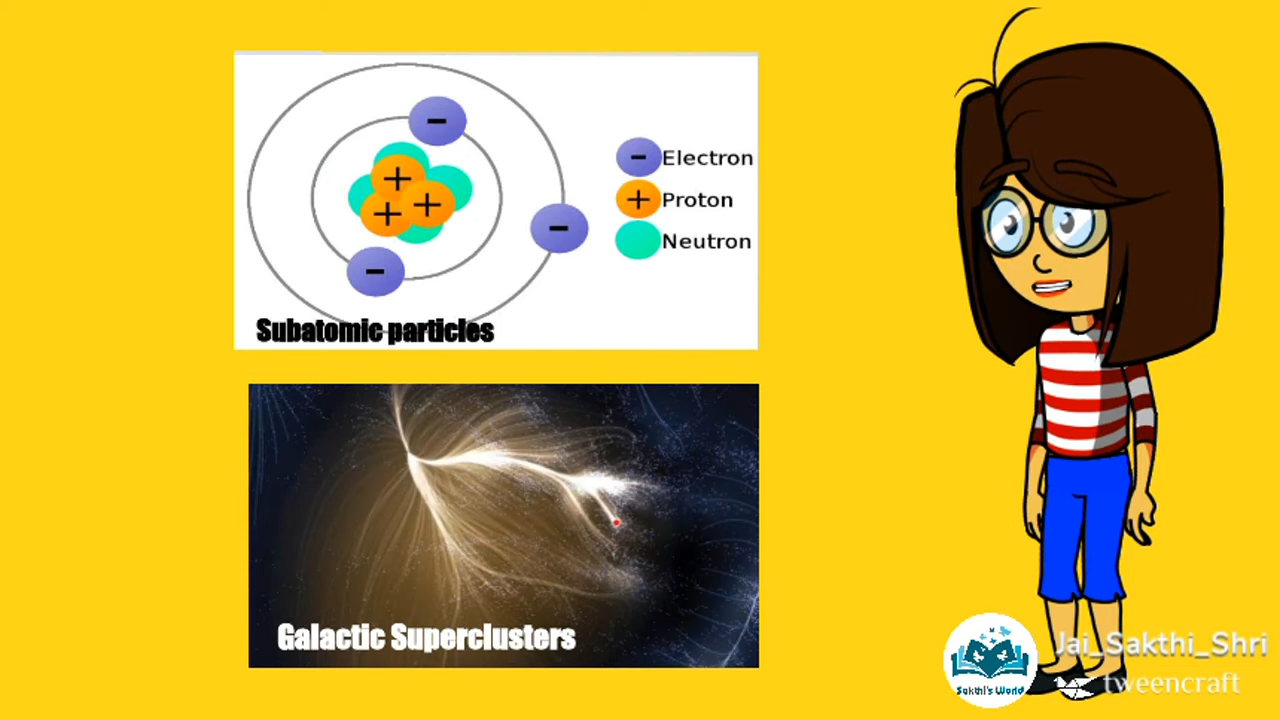 Electron
Proton
Neutron
Subatomic particles
Galactic Superclusters
Jai_Sakthi_Shri
Sakthi's World
tweencraft